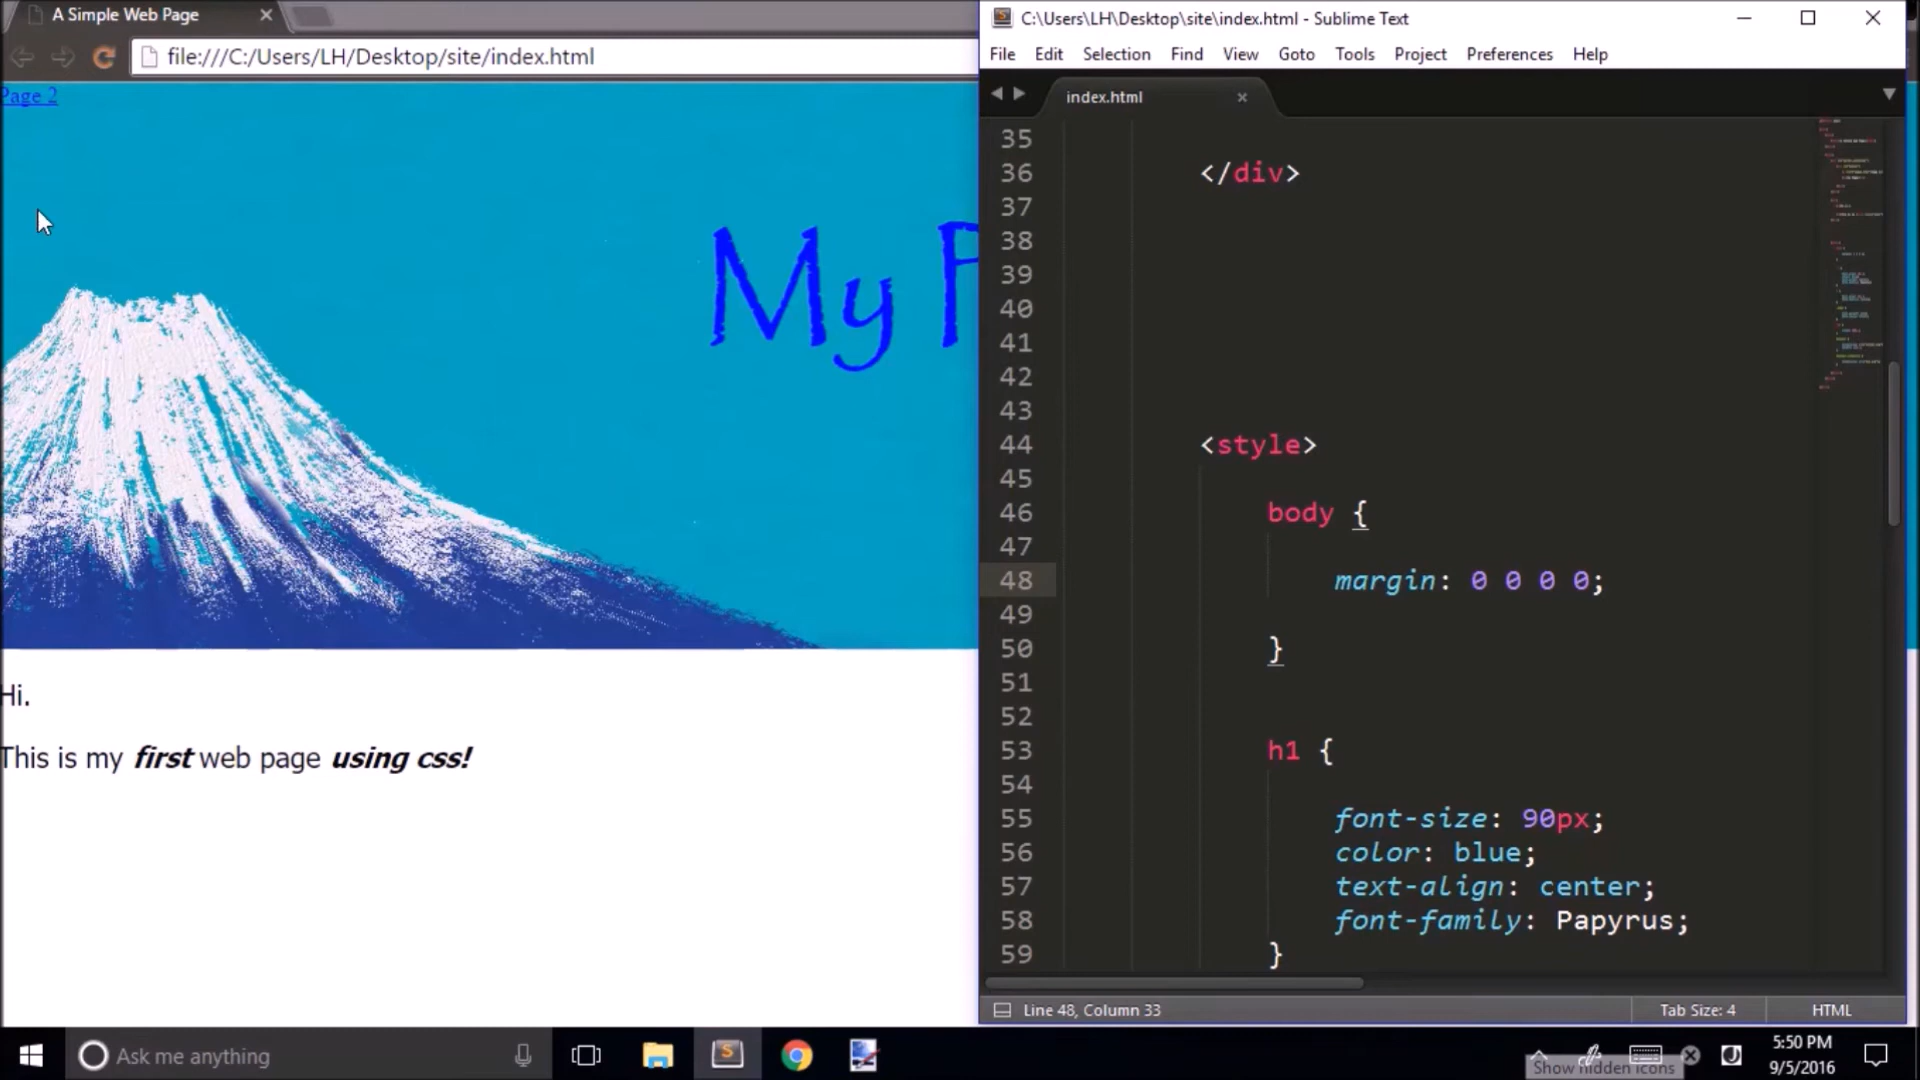 A Simple Web Page
file:///C:/Users/LH/Desktop/site/index.html
Page 2
My P
Hi.
This is my first web page using css!
C:\Users\LH\Desktop\site\index.html - Sublime Text
File Edit Selection Find View Goto Tools Project Preferences Help
index.html
35
36 </div>
37
38
39
40
41
42
43
44 <style>
45
46 body {
47
48 margin: 0 0 0 0;
49
50 }
51
52
53 h1 {
54
55 font-size: 90px;
56 color: blue;
57 text-align: center;
58 font-family: Papyrus;
59 }
Line 48, Column 33
Tab Size: 4
HTML
Ask me anything
Show hidden icons
5:50 PM
9/5/2016